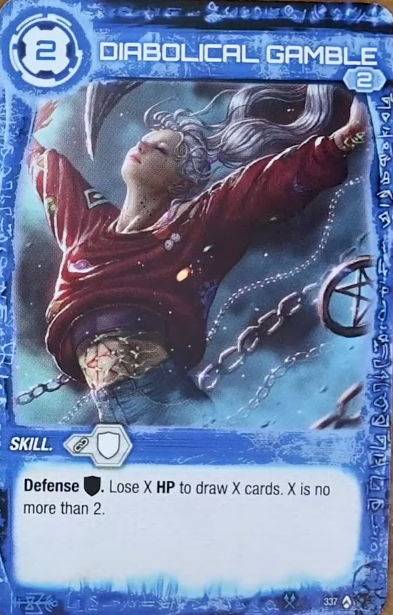 2
DIABOLICAL GAMBLE
2
SKILL.
Defense. Lose X HP to draw X cards. X is no
more than 2.
337